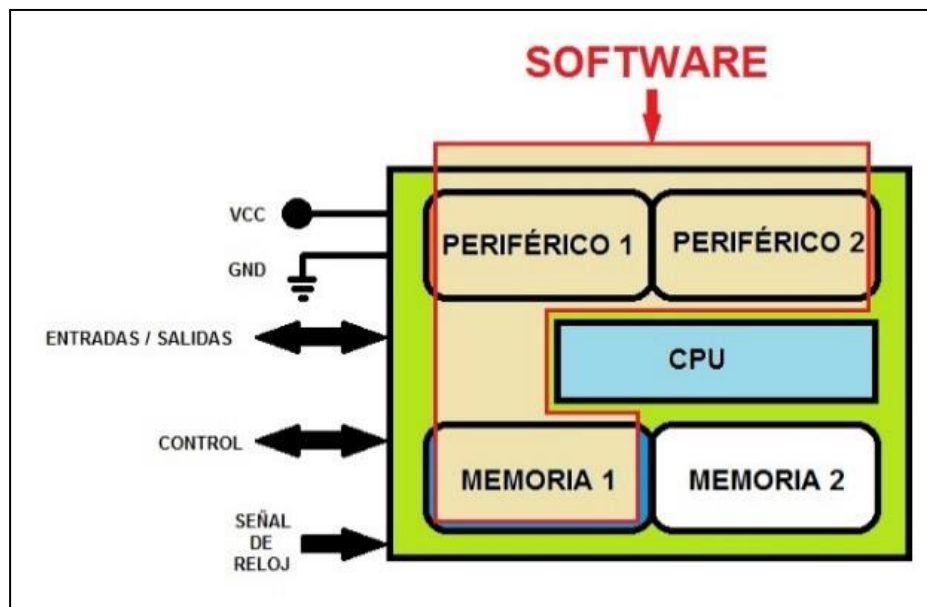 SOFTWARE
VCC
PERIFÉRICO 1
PERIFÉRICO 2
GND
ENTRADAS / SALIDAS
CPU
CONTROL
MEMORIA 1
MEMORIA 2
SEÑAL
DE
RELOJ